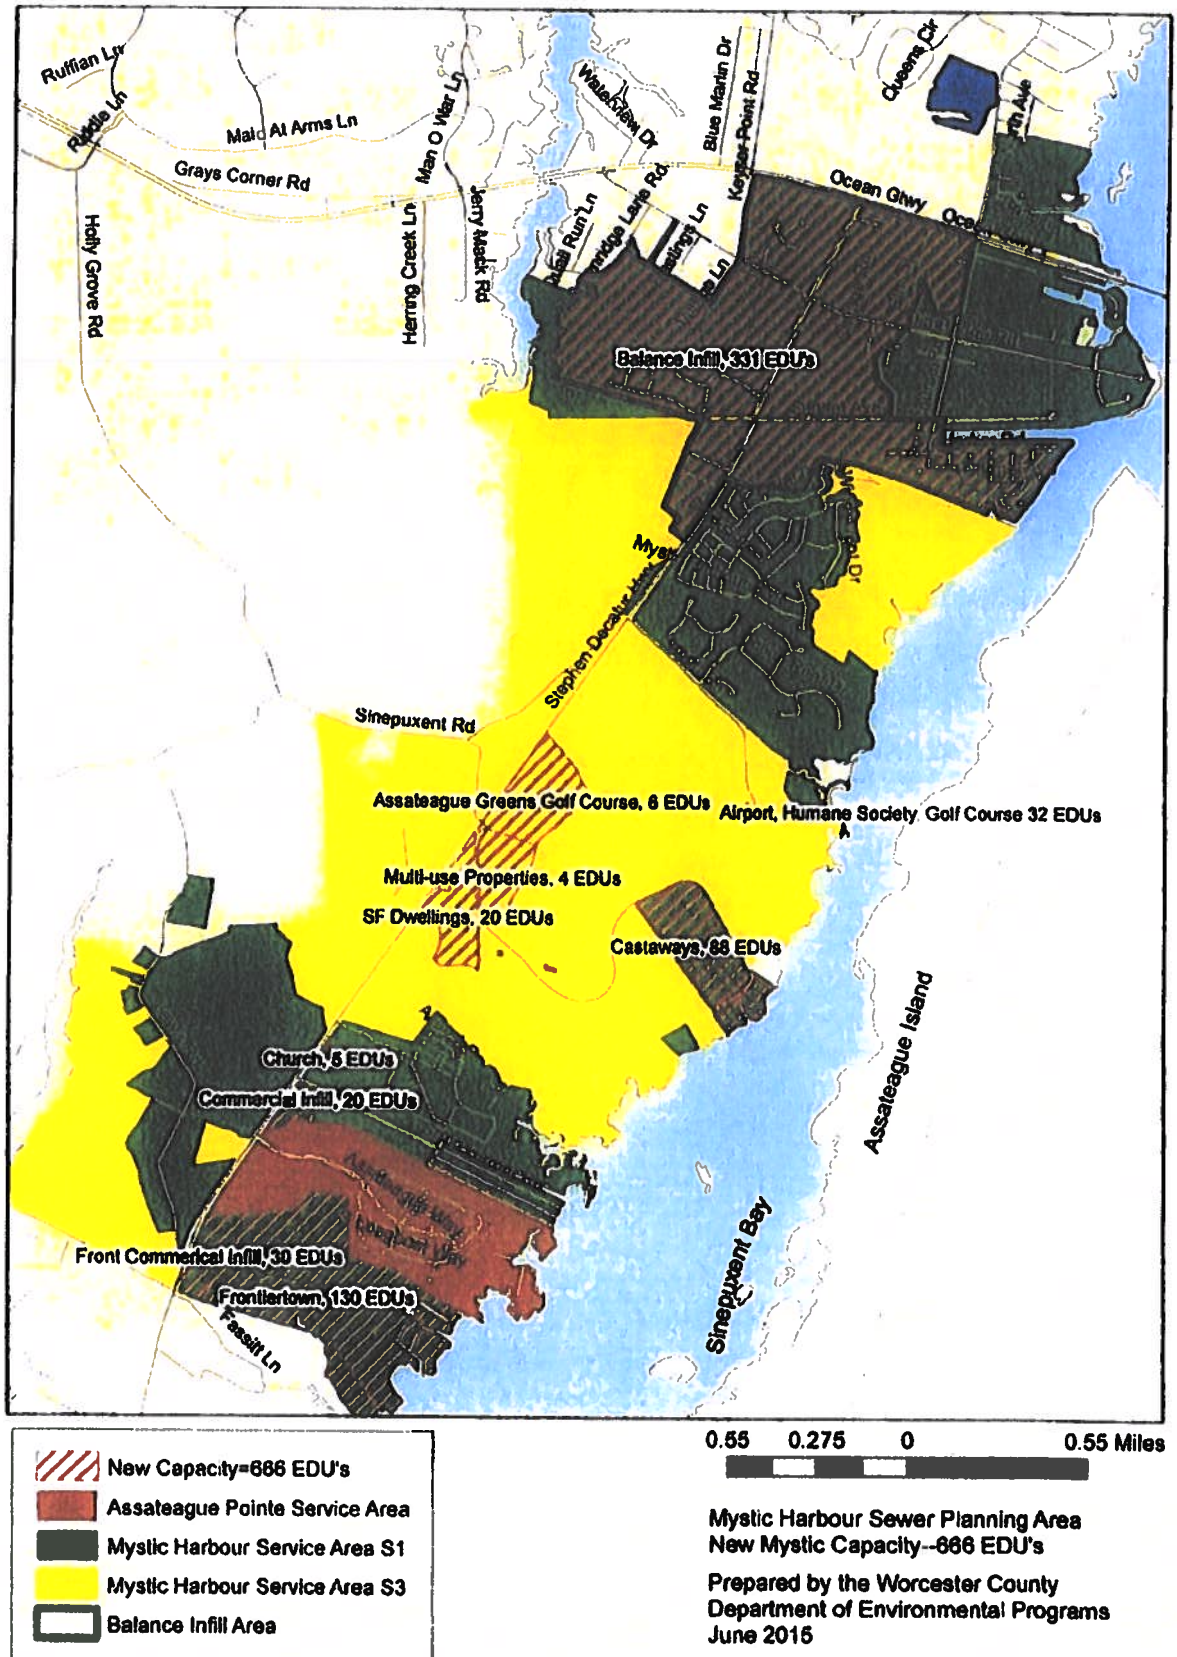 Ruffian Ln
Riddle Ln
Maid At Arms Ln
Man O War Ln
Grays Corner Rd
Holly Grove Rd
Herring Creek Ln
Jerry Mack Rd
Waterview Dr
Blue Marlin Dr
Keyser Point Rd
Queens Cir
Ocean Gtwy
Run Ln
Lane Rd
Balance Infill, 331 EDU's
Stephen Decatur Hwy
Sinepuxent Rd
Assateague Greens Golf Course, 6 EDUs
Airport, Humane Society, Golf Course 32 EDUs
Multi-use Properties, 4 EDUs
SF Dwellings, 20 EDUs
Castaways, 88 EDUs
Assateague Island
Church, 5 EDUs
Commercial Infill, 20 EDUs
Sinepuxent Bay
Front Commerical Infill, 30 EDUs
Frontiertown, 130 EDUs
Fassitt Ln
New Capacity=666 EDU's
Assateague Pointe Service Area
Mystic Harbour Service Area S1
Mystic Harbour Service Area S3
Balance Infill Area
0.55 0.275 0 0.55 Miles
Mystic Harbour Sewer Planning Area
New Mystic Capacity--666 EDU's
Prepared by the Worcester County
Department of Environmental Programs
June 2015